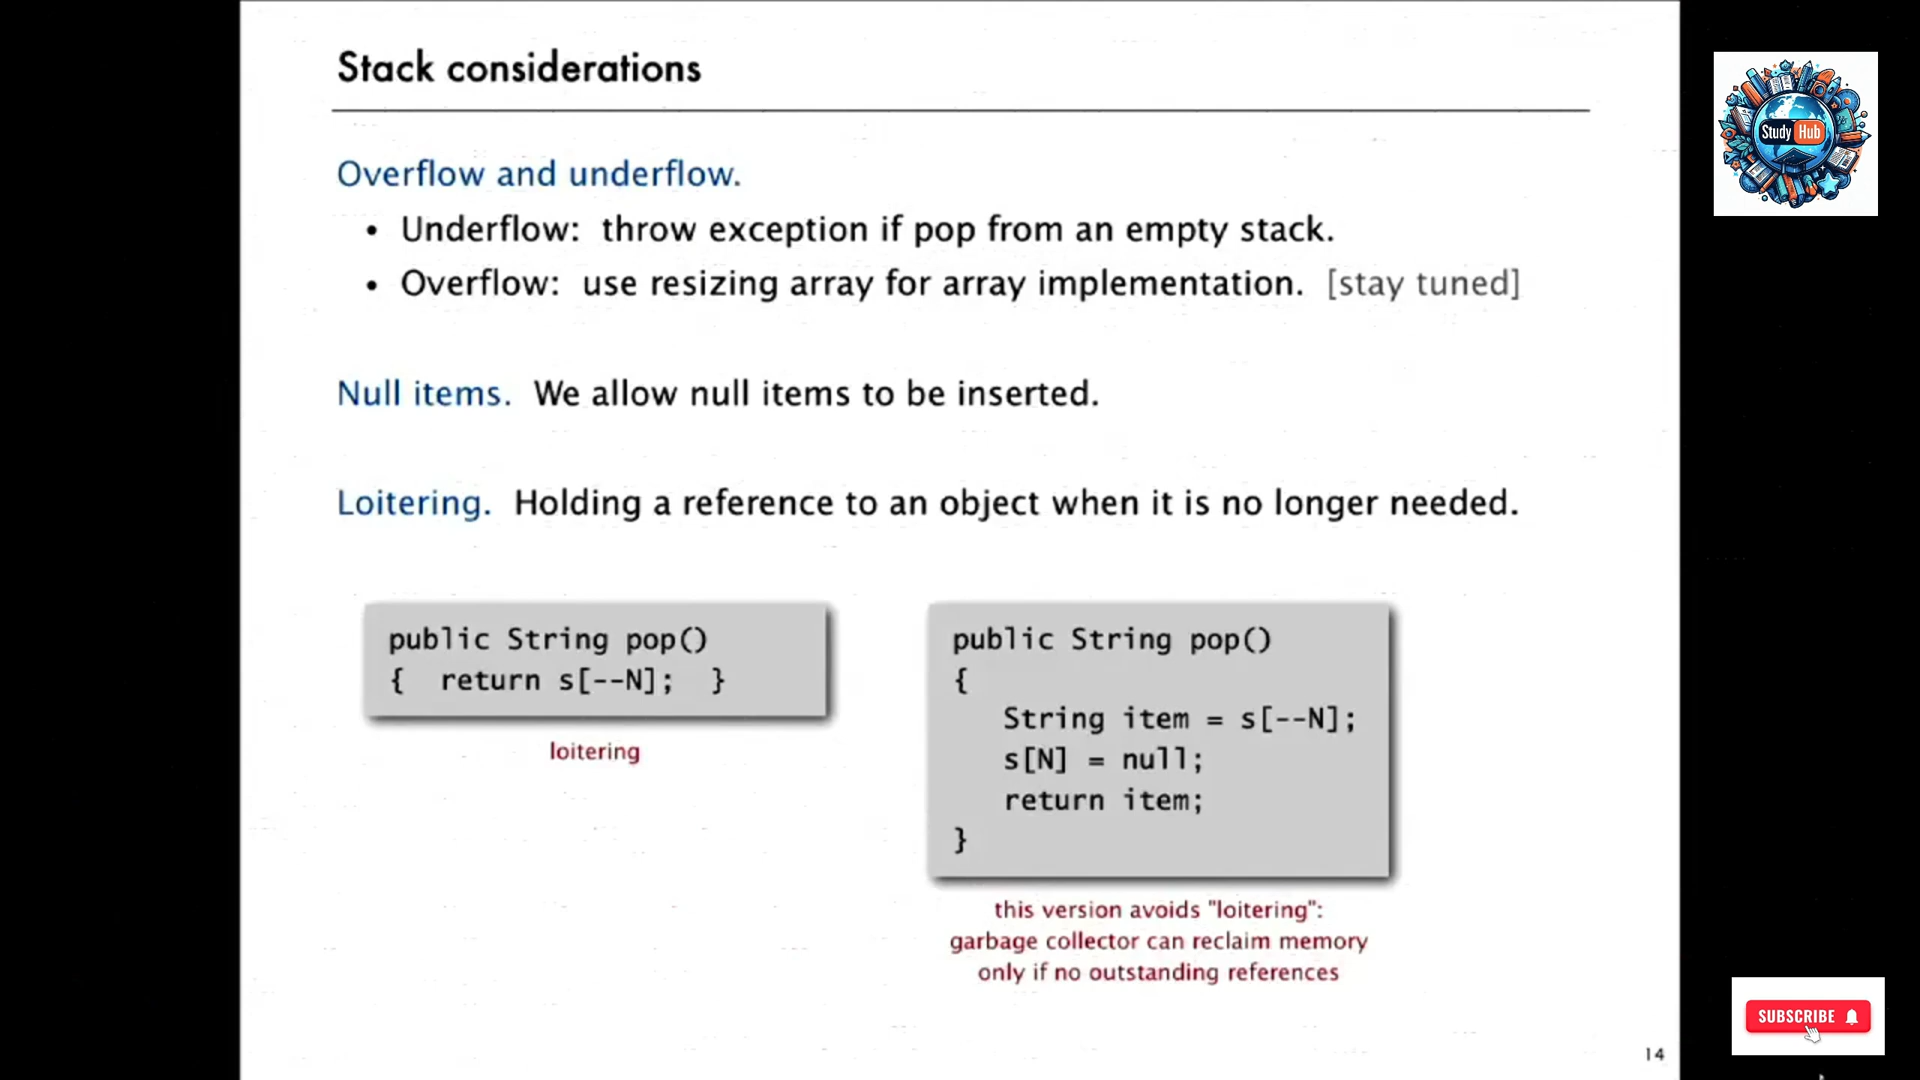 Stack considerations
Study Hub
Overflow and underflow.
• Underflow: throw exception if pop from an empty stack.
• Overflow: use resizing array for array implementation. [stay tuned]
Null items. We allow null items to be inserted.
Loitering. Holding a reference to an object when it is no longer needed.
public String pop()
{ return s[--N]; }
loitering
public String pop()
{
String item = s[--N];
s[N] = null;
return item;
}
this version avoids "loitering":
garbage collector can reclaim memory
only if no outstanding references
SUBSCRIBE
14